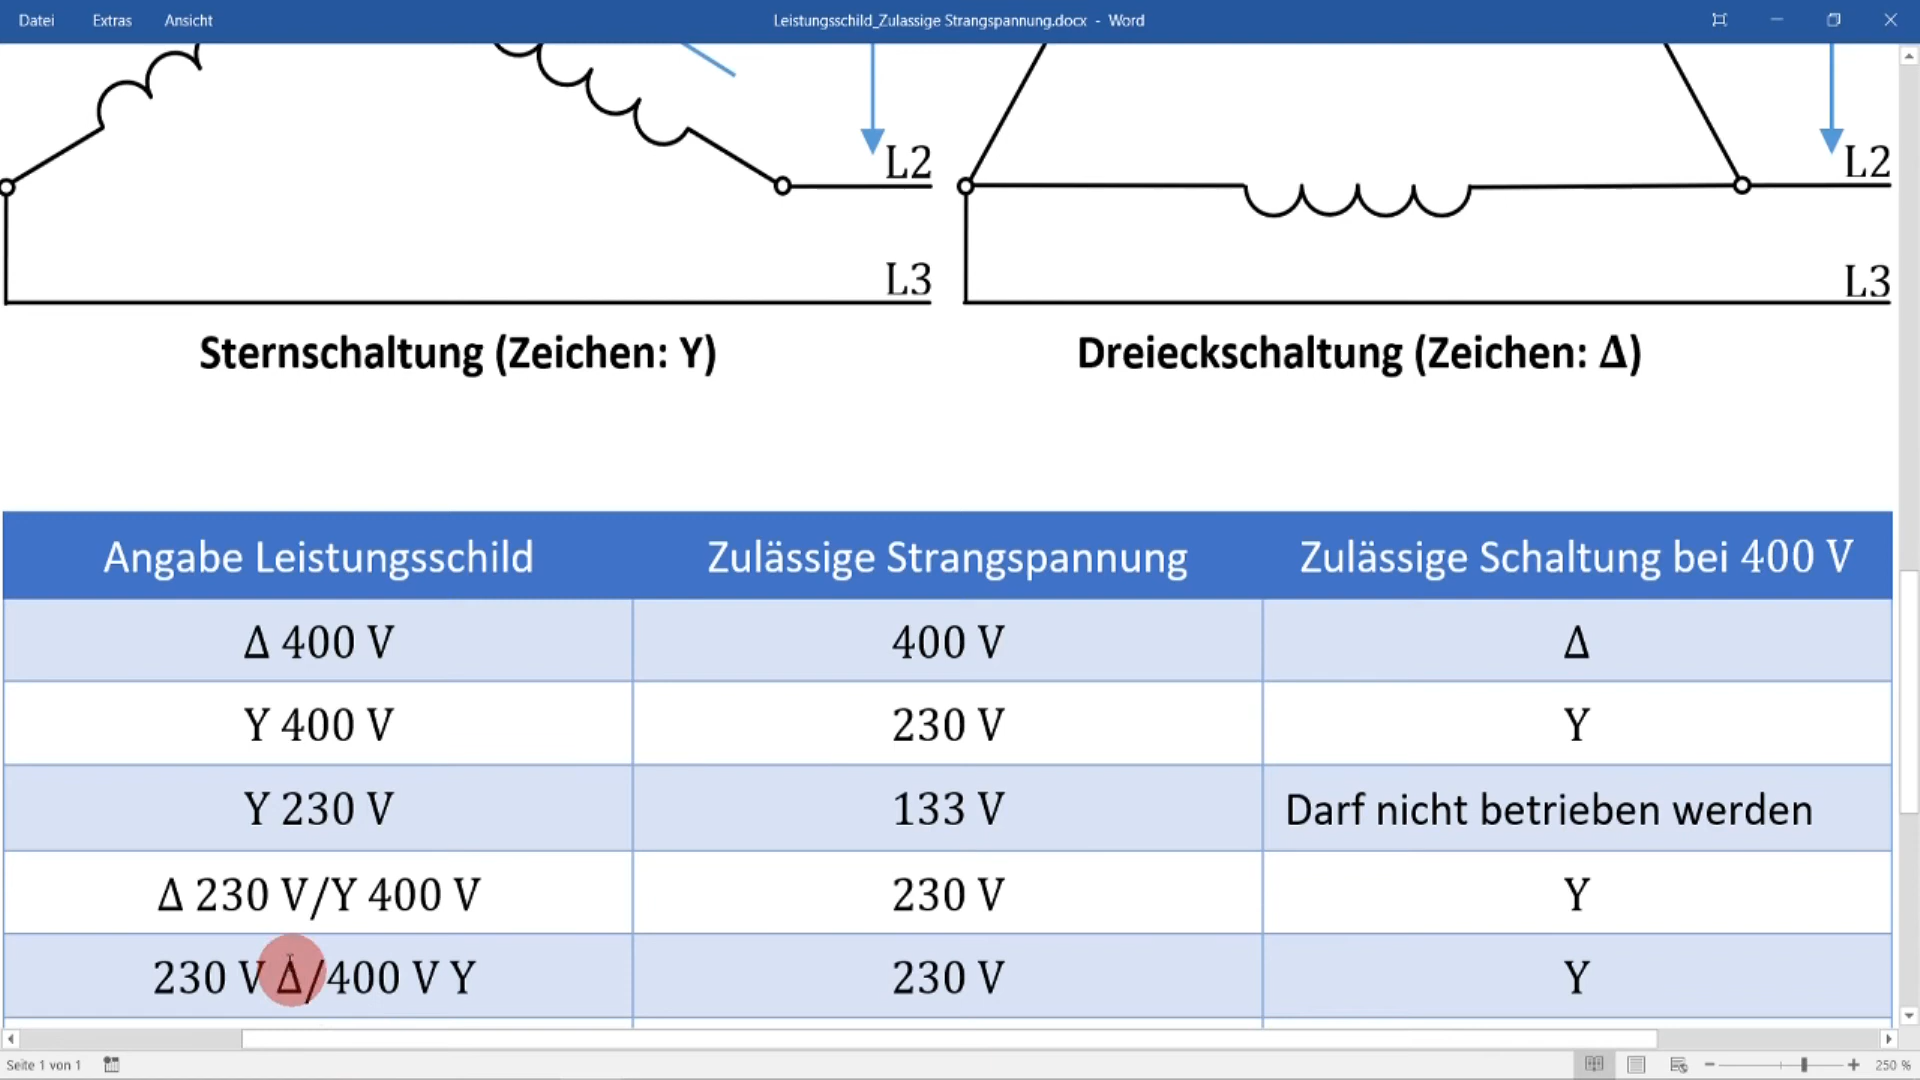 Datei Extras Ansicht Leistungsschild_Zulassige Strangspannung.docx - Word
L2 L2
L3 L3
Sternschaltung (Zeichen: Y) Dreieckschaltung (Zeichen: Δ)
Angabe Leistungsschild Zulässige Strangspannung Zulässige Schaltung bei 400 V
Δ 400 V 400 V Δ
Y 400 V 230 V Y
Y 230 V 133 V Darf nicht betrieben werden
Δ 230 V/Y 400 V 230 V Y
230 V Δ/400 V Y 230 V Y
Seite 1 von 1 250 %